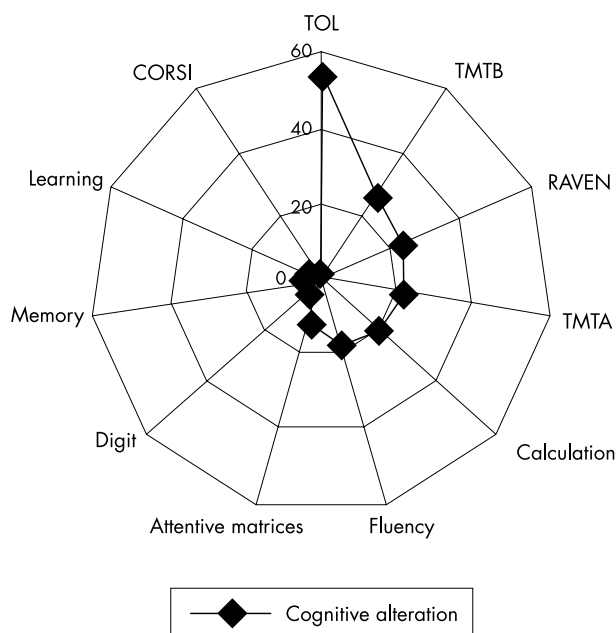 TOL
60
CORSI
TMTB
40
Learning
RAVEN
20
0
Memory
TMTA
Digit
Calculation
Attentive matrices
Fluency
Cognitive alteration